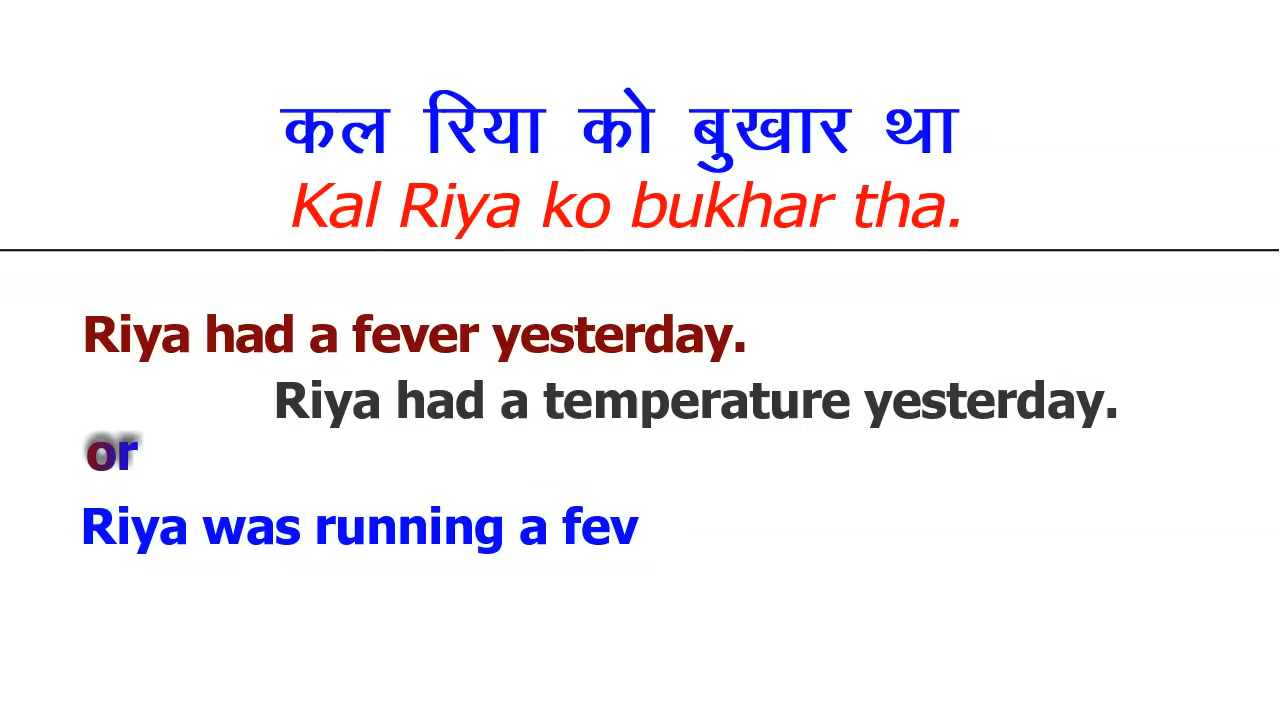 कल रिया को बुखार था
Kal Riya ko bukhar tha.
Riya had a fever yesterday.
Riya had a temperature yesterday.
or
Riya was running a fev